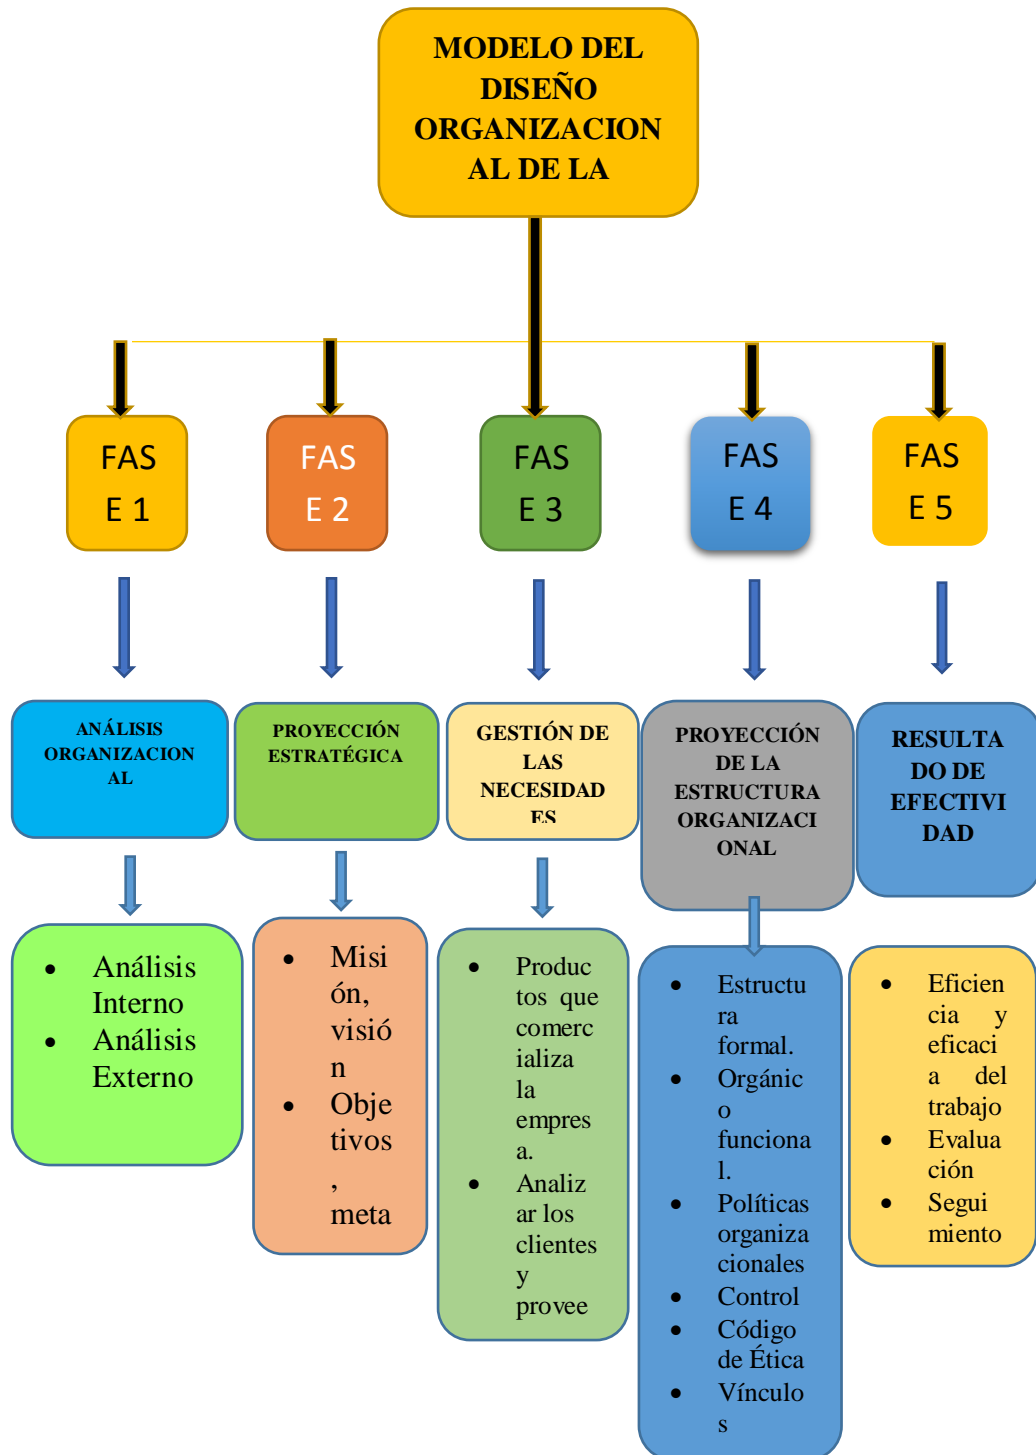 MODELO DEL
DISEÑO
ORGANIZACION
AL DE LA
FAS
E 1
FAS
E 2
FAS
E 3
FAS
E 4
FAS
E 5
ANÁLISIS
ORGANIZACION
AL
PROYECCIÓN
ESTRATÉGICA
GESTIÓN DE
LAS
NECESIDAD
ES
PROYECCIÓN
DE LA
ESTRUCTURA
ORGANIZACI
ONAL
RESULTA
DO DE
EFECTIVI
DAD
• Análisis
Interno
• Análisis
Externo
• Misi
ón,
visió
n
• Obje
tivos
,
meta
• Produc
tos que
comerc
ializa
la
empres
a.
• Analiz
ar los
clientes
y
provee
• Estructu
ra
formal.
• Orgánic
o
funciona
l.
• Políticas
organiza
cionales
• Control
• Código
de Ética
• Vínculo
s
• Eficien
cia y
eficaci
a del
trabajo
• Evalua
ción
• Segui
miento